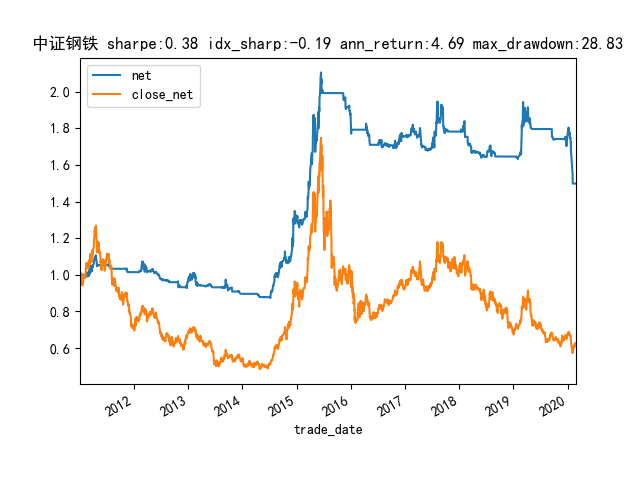 中证钢铁 sharpe:0.38 idx_sharp:-0.19 ann_return:4.69 max_drawdown:28.83
net
close_net
2.0
1.8
1.6
1.4
1.2
1.0
0.8
0.6
2012 2013 2014 2015 2016 2017 2018 2019 2020
trade_date